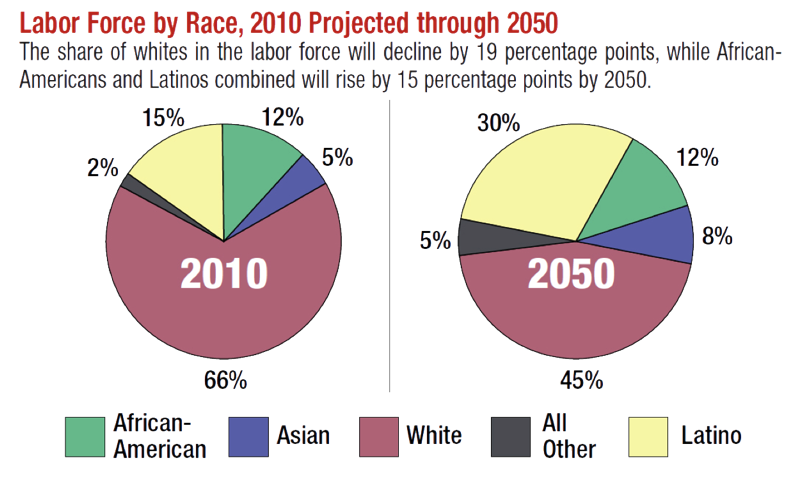 Labor Force by Race, 2010 Projected through 2050
The share of whites in the labor force will decline by 19 percentage points, while African-
Americans and Latinos combined will rise by 15 percentage points by 2050.
15%
12%
2%
5%
2010
66%
30%
12%
5%
8%
2050
45%
African-
American
Asian
White
All
Other
Latino